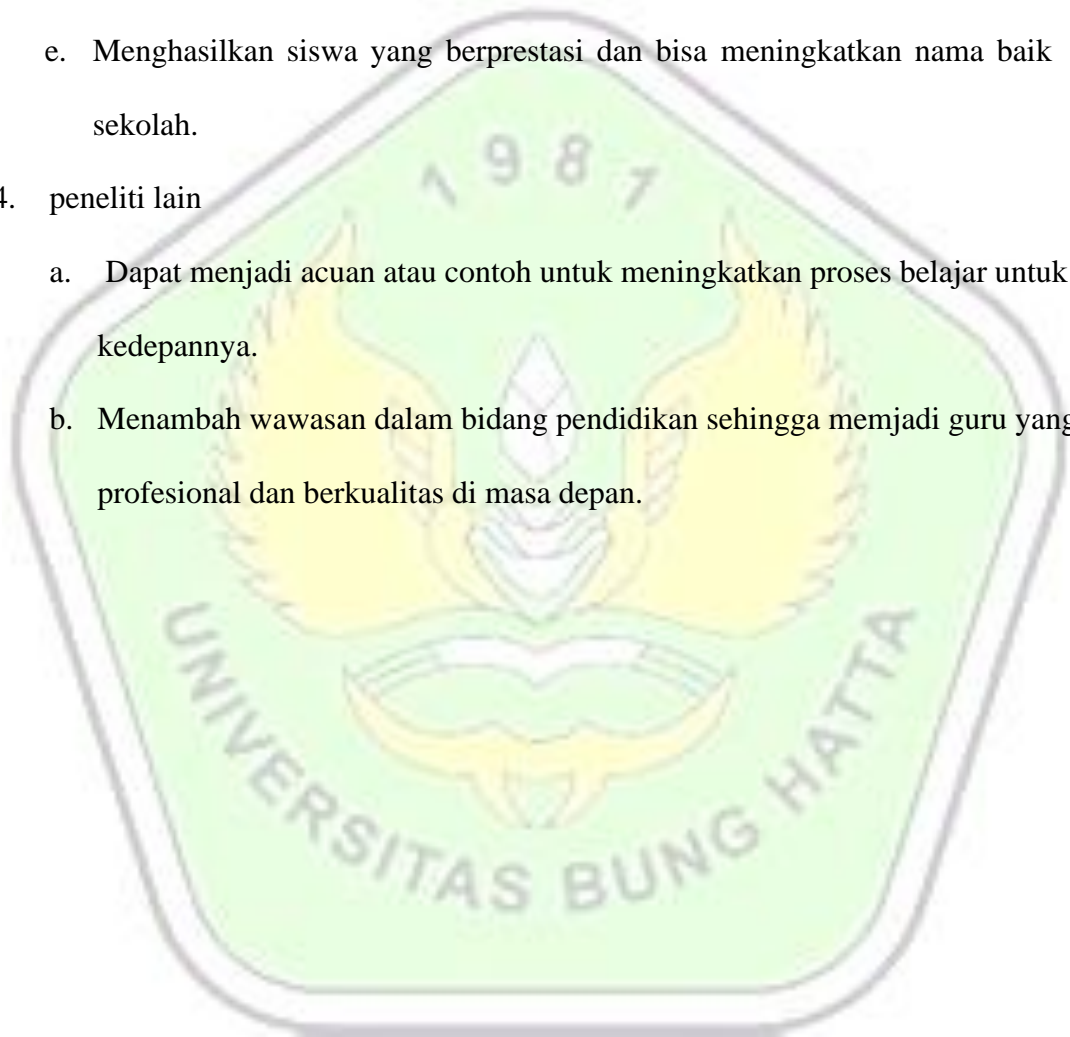 e. Menghasilkan siswa yang berprestasi dan bisa meningkatkan nama baik
sekolah.
4. peneliti lain
a. Dapat menjadi acuan atau contoh untuk meningkatkan proses belajar untuk
kedepannya.
b. Menambah wawasan dalam bidang pendidikan sehingga memjadi guru yang
profesional dan berkualitas di masa depan.
1981
UNIVERSITAS BUNG HATTA